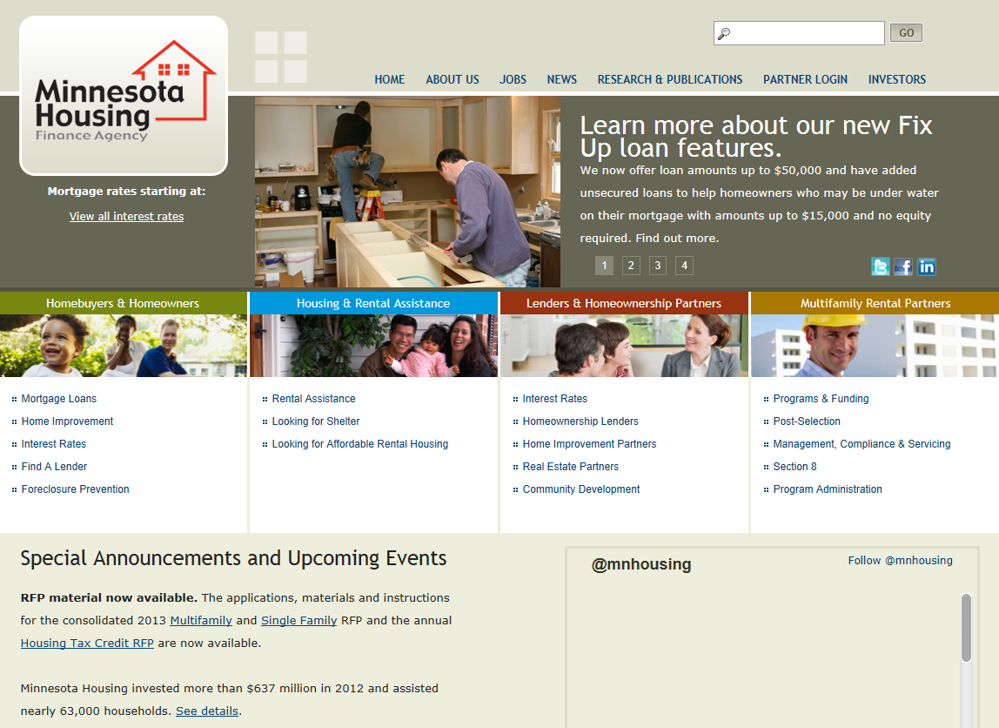 Minnesota
Housing
Finance Agency
GO
HOME ABOUT US JOBS NEWS RESEARCH & PUBLICATIONS PARTNER LOGIN INVESTORS
Mortgage rates starting at:
View all interest rates
Learn more about our new Fix
Up loan features.
We now offer loan amounts up to $50,000 and have added
unsecured loans to help homeowners who may be under water
on their mortgage with amounts up to $15,000 and no equity
required. Find out more.
1 2 3 4
Homebuyers & Homeowners
Mortgage Loans
Home Improvement
Interest Rates
Find A Lender
Foreclosure Prevention
Housing & Rental Assistance
Rental Assistance
Looking for Shelter
Looking for Affordable Rental Housing
Lenders & Homeownership Partners
Interest Rates
Homeownership Lenders
Home Improvement Partners
Real Estate Partners
Community Development
Multifamily Rental Partners
Programs & Funding
Post-Selection
Management, Compliance & Servicing
Section 8
Program Administration
Special Announcements and Upcoming Events
RFP material now available. The applications, materials and instructions
for the consolidated 2013 Multifamily and Single Family RFP and the annual
Housing Tax Credit RFP are now available.
Minnesota Housing invested more than $637 million in 2012 and assisted
nearly 63,000 households. See details.
@mnhousing
Follow @mnhousing